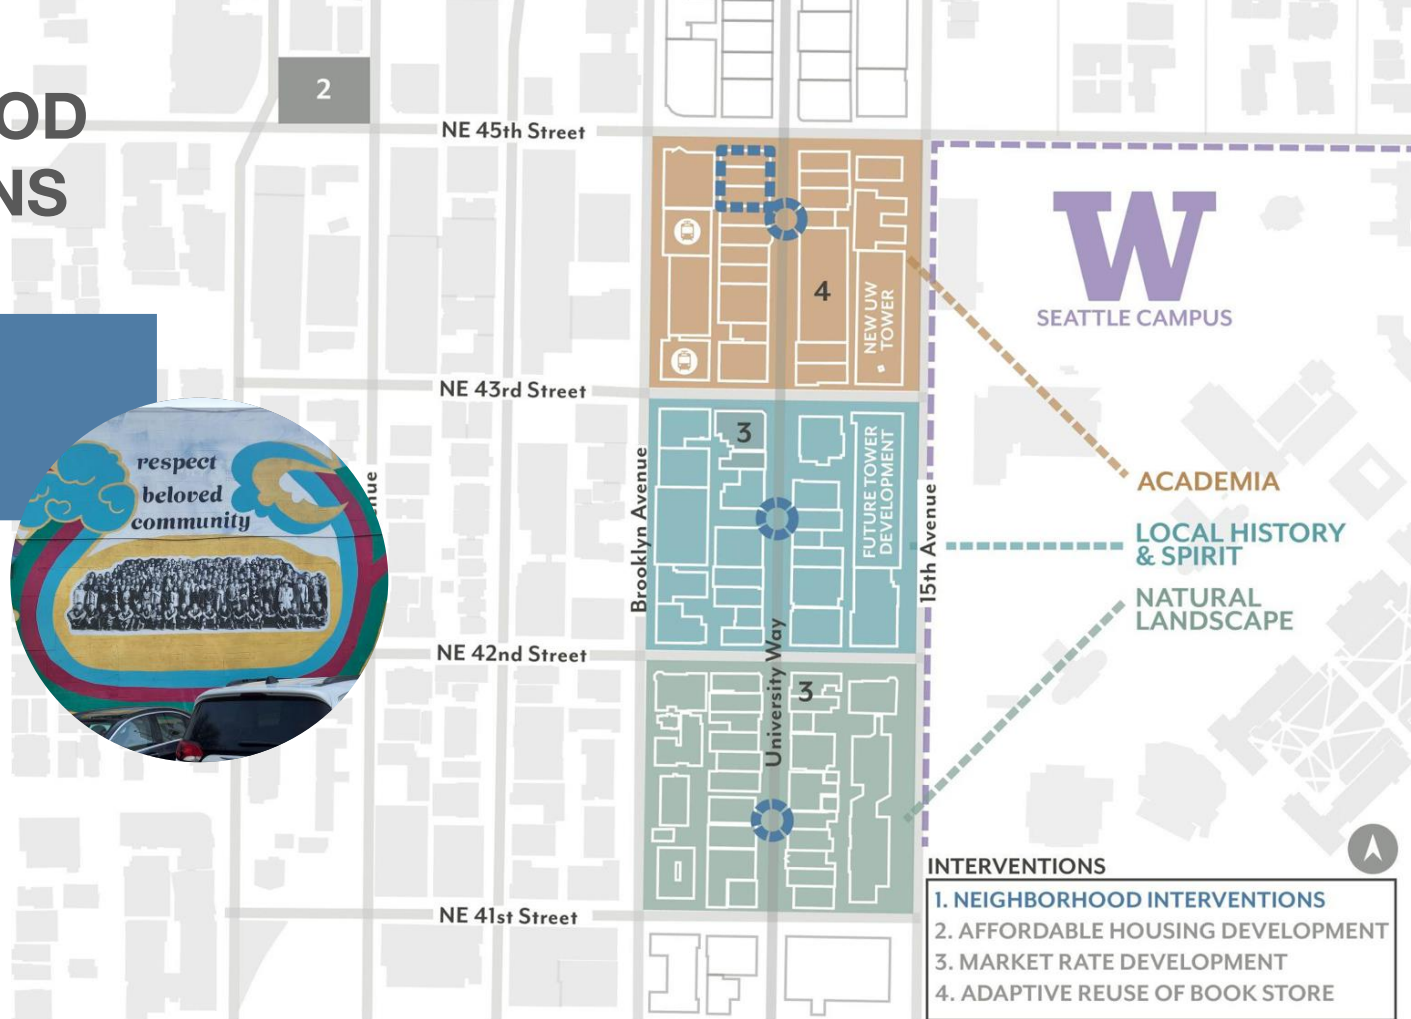 OD
NS
2
NE 45th Street
4
NEW UW
TOWER
W
SEATTLE CAMPUS
NE 43rd Street
3
FUTURE TOWER
DEVELOPMENT
Brooklyn Avenue
15th Avenue
nue
respect
beloved
community
ACADEMIA
LOCAL HISTORY
& SPIRIT
NATURAL
LANDSCAPE
NE 42nd Street
University Way
3
NE 41st Street
INTERVENTIONS
1. NEIGHBORHOOD INTERVENTIONS
2. AFFORDABLE HOUSING DEVELOPMENT
3. MARKET RATE DEVELOPMENT
4. ADAPTIVE REUSE OF BOOK STORE